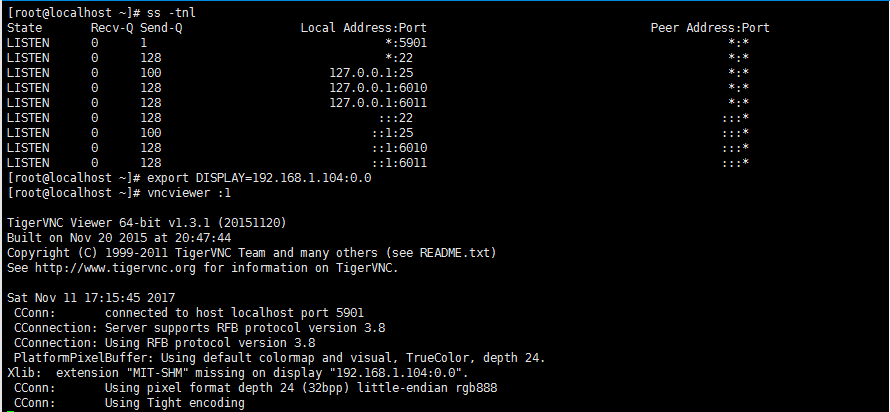 [root@localhost ~]# ss -tnl
State Recv-Q Send-Q Local Address:Port Peer Address:Port
LISTEN 0 1 *:5901 *:*
LISTEN 0 128 *:22 *:*
LISTEN 0 100 127.0.0.1:25 *:*
LISTEN 0 128 127.0.0.1:6010 *:*
LISTEN 0 128 127.0.0.1:6011 *:*
LISTEN 0 128 :::22 :::*
LISTEN 0 100 ::1:25 :::*
LISTEN 0 128 ::1:6010 :::*
LISTEN 0 128 ::1:6011 :::*
[root@localhost ~]# export DISPLAY=192.168.1.104:0.0
[root@localhost ~]# vncviewer :1
TigerVNC Viewer 64-bit v1.3.1 (20151120)
Built on Nov 20 2015 at 20:47:44
Copyright (C) 1999-2011 TigerVNC Team and many others (see README.txt)
See http://www.tigervnc.org for information on TigerVNC.
Sat Nov 11 17:15:45 2017
CConn: connected to host localhost port 5901
CConnection: Server supports RFB protocol version 3.8
CConnection: Using RFB protocol version 3.8
PlatformPixelBuffer: Using default colormap and visual, TrueColor, depth 24.
Xlib: extension "MIT-SHM" missing on display "192.168.1.104:0.0".
CConn: Using pixel format depth 24 (32bpp) little-endian rgb888
CConn: Using Tight encoding